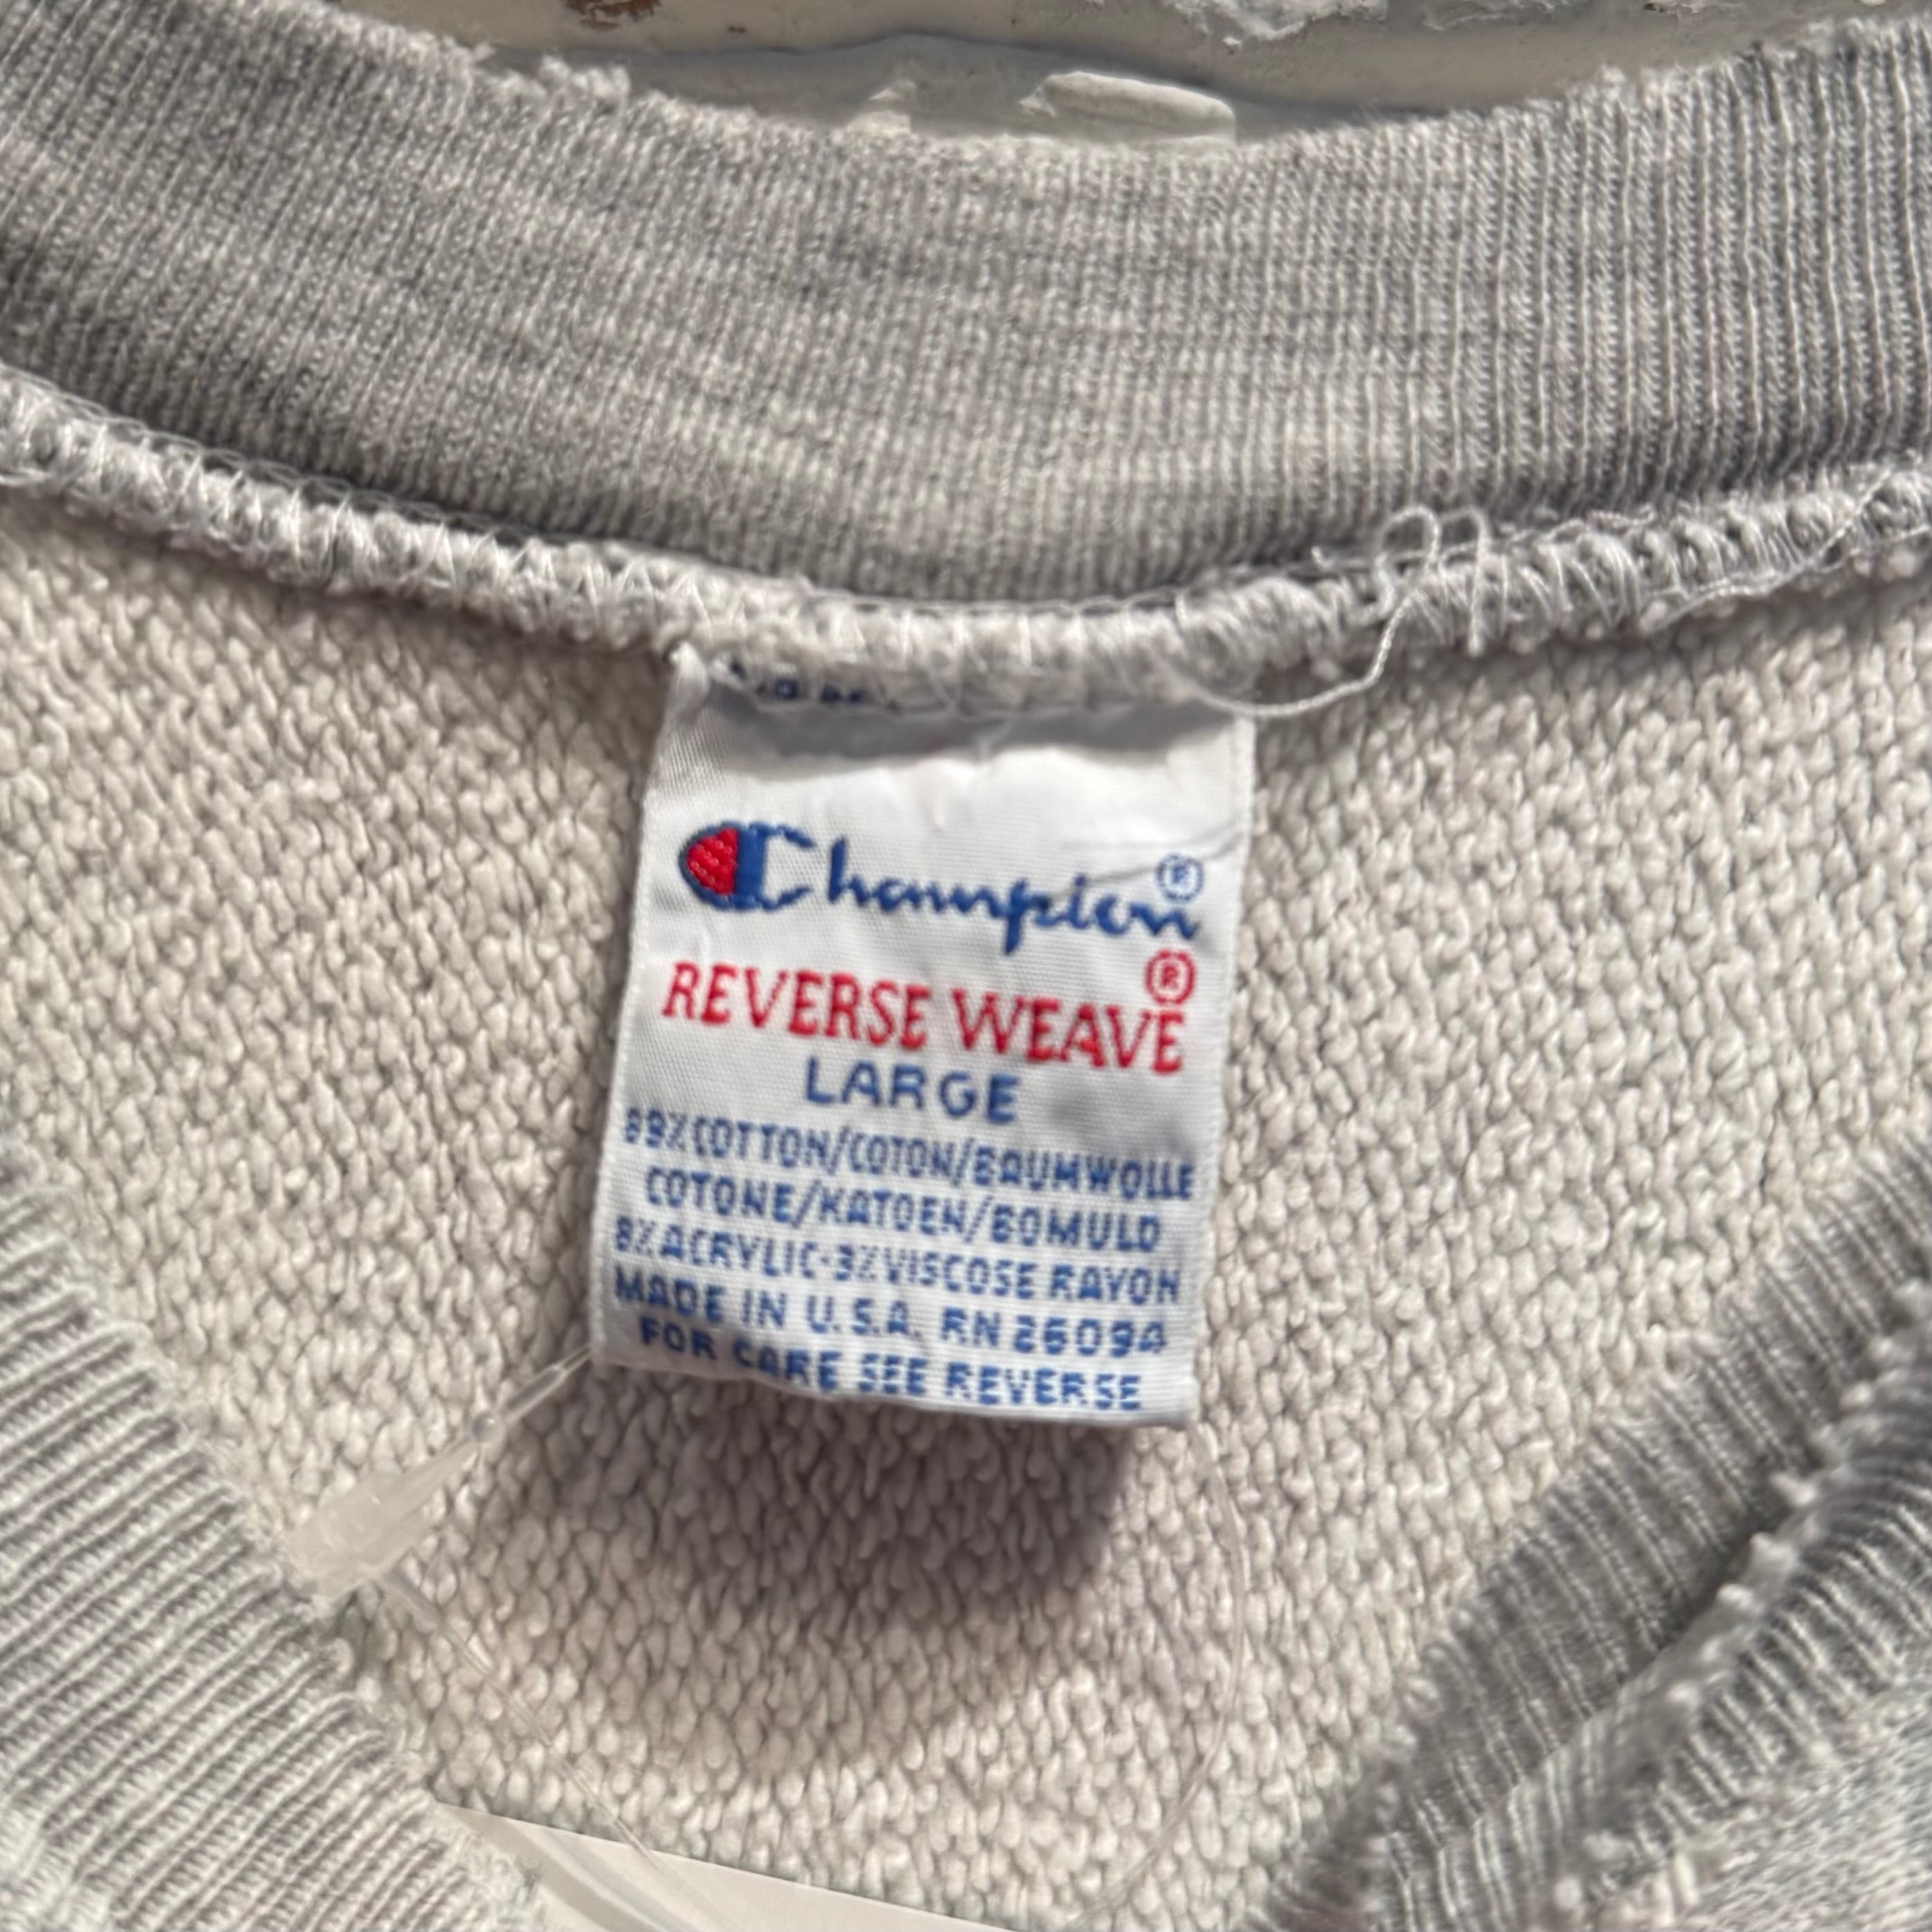 Champion®
REVERSE WEAVE®
LARGE
89% COTTON/COTON/BAUMWOLLE
COTONE/KATOEN/BOMULD
8% ACRYLIC-3% VISCOSE RAYON
MADE IN U.S.A. RN 26094
FOR CARE SEE REVERSE